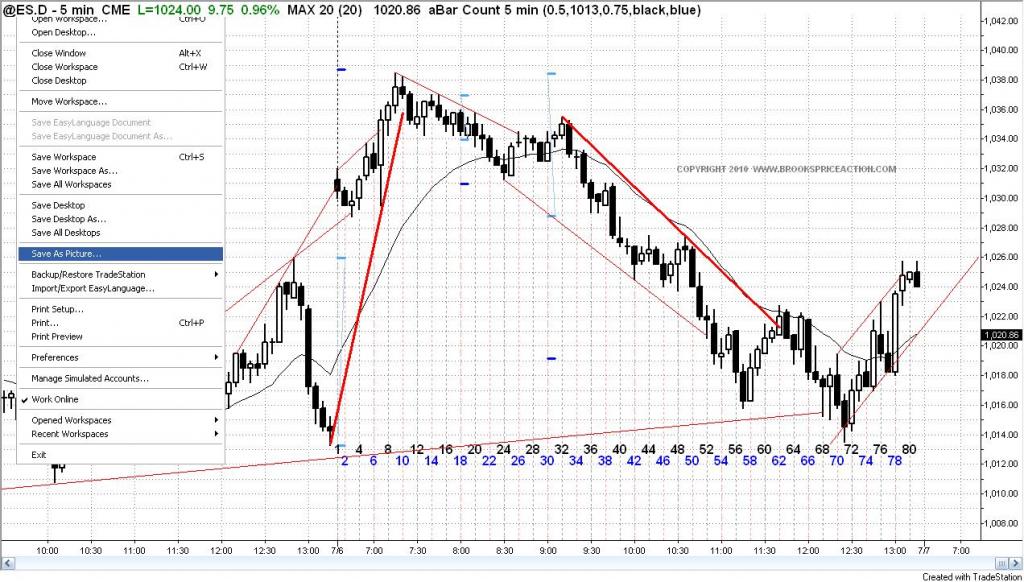 @ES.D - 5 min CME L=1024.00 9.75 0.96% MAX 20 (20) 1020.86 aBar Count 5 min (0.5,1013,0.75,black,blue)
Open Workspace... Ctrl+O
Open Desktop...
Close Window Alt+X
Close Workspace Ctrl+W
Close Desktop
Move Workspace...
Save EasyLanguage Document
Save EasyLanguage Document As...
Save Workspace Ctrl+S
Save Workspace As...
Save All Workspaces
Save Desktop
Save Desktop As...
Save All Desktops
Save As Picture...
Backup/Restore TradeStation
Import/Export EasyLanguage...
Print Setup...
Print... Ctrl+P
Print Preview
Preferences
Manage Simulated Accounts...
Work Online
Opened Workspaces
Recent Workspaces
Exit
COPYRIGHT 2010 WWW.BROOKSPRICEACTION.COM
1,042.00
1,040.00
1,038.00
1,036.00
1,034.00
1,032.00
1,030.00
1,028.00
1,026.00
1,024.00
1,022.00
1,020.86
1,020.00
1,018.00
1,016.00
1,014.00
1,012.00
1,010.00
1,008.00
1 4 8 12 16 20 24 28 32 36 40 44 48 52 56 60 64 68 72 76 80
2 6 10 14 18 22 26 30 34 38 42 46 50 54 58 62 66 70 74 78
10:00 10:30 11:00 11:30 12:00 12:30 13:00 7/6 7:00 7:30 8:00 8:30 9:00 9:30 10:00 10:30 11:00 11:30 12:00 12:30 13:00 7/7 7:00
Created with TradeStation